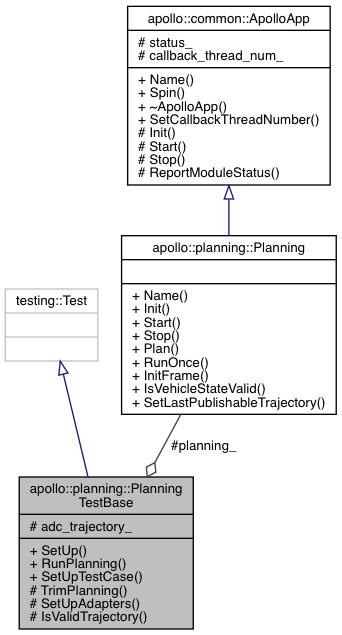 apollo::common::ApolloApp
# status_
# callback_thread_num_
+ Name()
+ Spin()
+ ~ApolloApp()
+ SetCallbackThreadNumber()
# Init()
# Start()
# Stop()
# ReportModuleStatus()
apollo::planning::Planning
+ Name()
+ Init()
+ Start()
+ Stop()
+ Plan()
+ RunOnce()
+ InitFrame()
+ IsVehicleStateValid()
+ SetLastPublishableTrajectory()
testing::Test
#planning_
apollo::planning::Planning
TestBase
# adc_trajectory_
+ SetUp()
+ RunPlanning()
+ SetUpTestCase()
# TrimPlanning()
# SetUpAdapters()
# IsValidTrajectory()